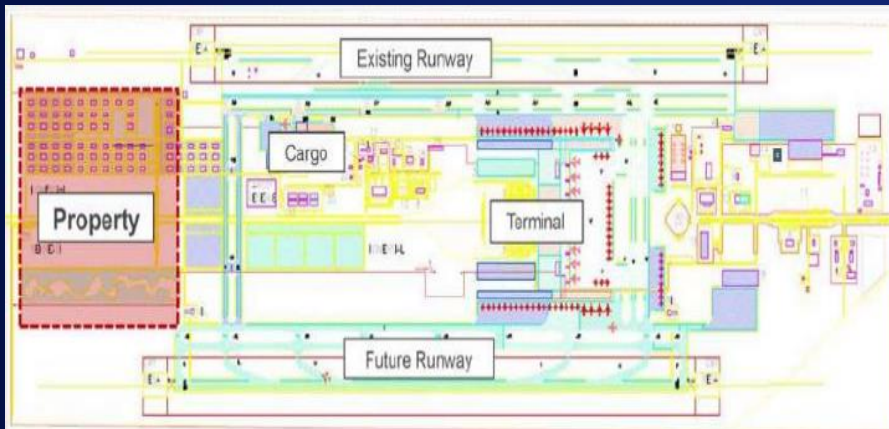 Existing Runway
Cargo
Property
Terminal
Future Runway